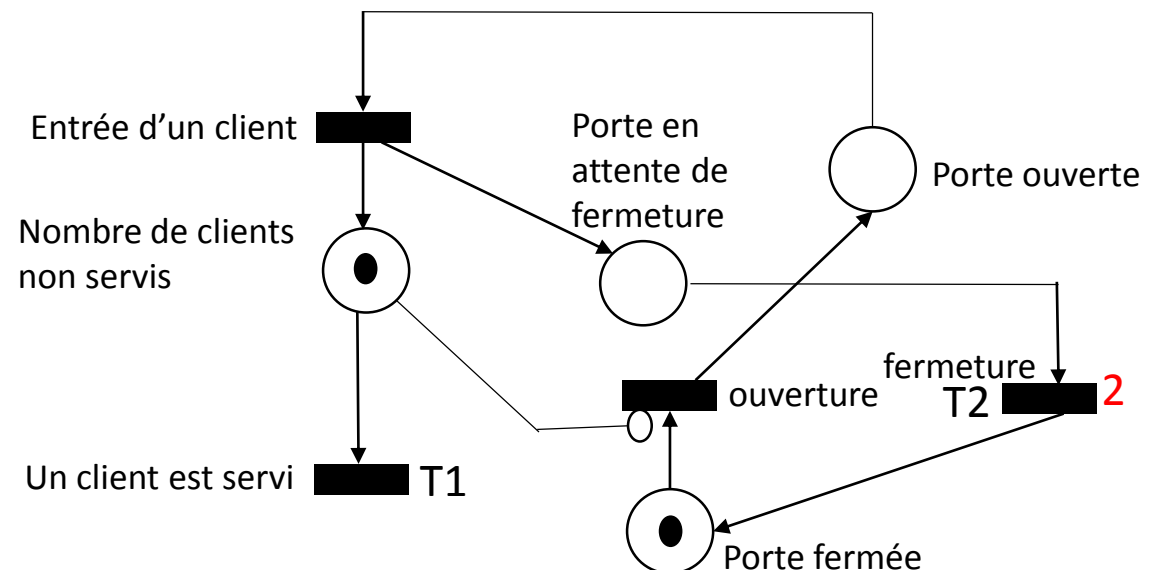 Entrée d’un client
Porte en
attente de
fermeture
Porte ouverte
Nombre de clients
non servis
fermeture
T2
2
ouverture
Un client est servi
T1
Porte fermée